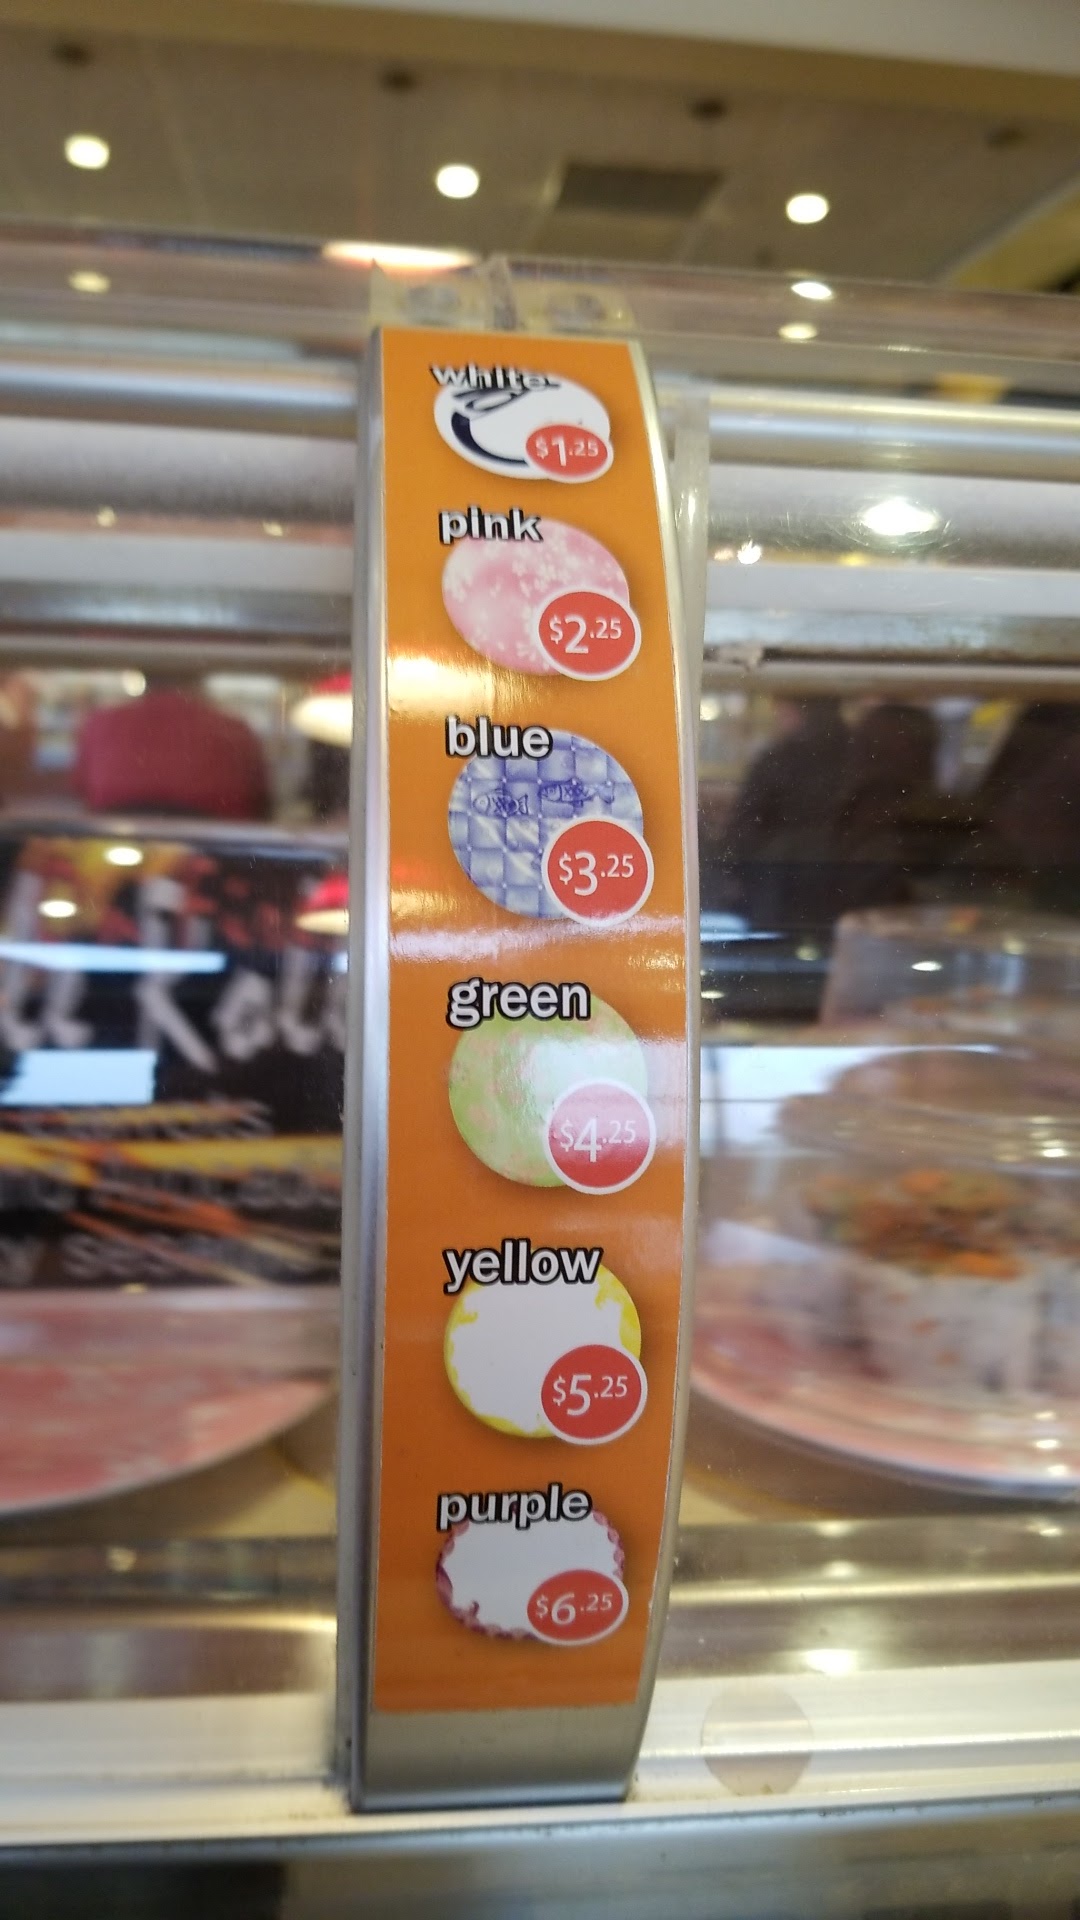 white
$1.25
pink
$2.25
blue
$3.25
green
$4.25
yellow
$5.25
purple
$6.25